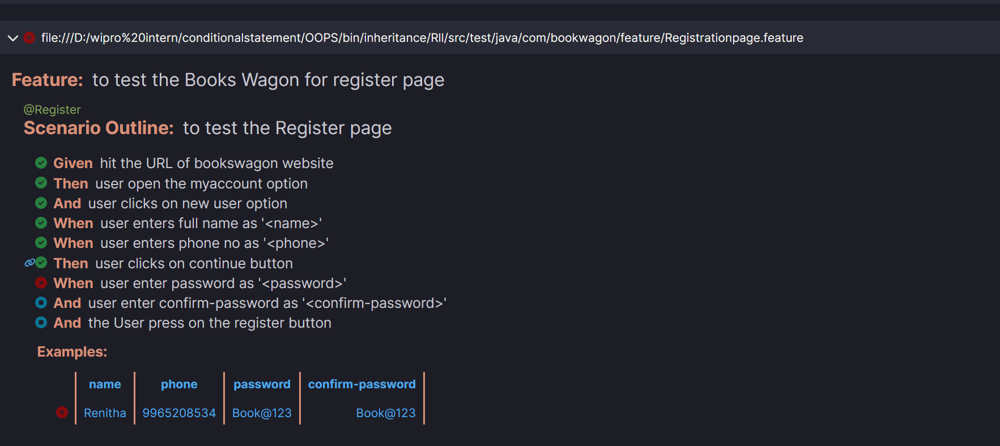 file:///D:/wipro%20intern/conditionalstatement/OOPS/bin/inheritance/Rll/src/test/java/com/bookwagon/feature/Registrationpage.feature
Feature: to test the Books Wagon for register page
@Register
Scenario Outline: to test the Register page
Given hit the URL of bookswagon website
Then user open the myaccount option
And user clicks on new user option
When user enters full name as '<name>'
When user enters phone no as '<phone>'
Then user clicks on continue button
When user enter password as '<password>'
And user enter confirm-password as '<confirm-password>'
And the User press on the register button
Examples:
name phone password confirm-password
Renitha 9965208534 Book@123 Book@123